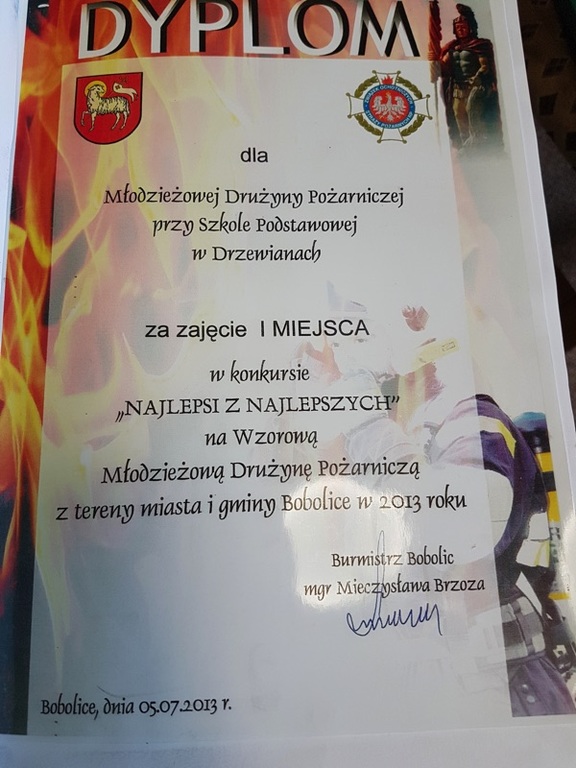 DYPLOM
dla
Młodzieżowej Drużyny Pożarniczej
przy Szkole Podstawowej
w Drzewianach
za zajęcie I MIEJSCA
w konkursie
„NAJLEPSI Z NAJLEPSZYCH”
na Wzorową
Młodzieżową Drużynę Pożarniczą
z tereny miasta i gminy Bobolice w 2013 roku
Burmistrz Bobolic
mgr Mieczysława Brzoza
Bobolice, dnia 05.07.2013 r.